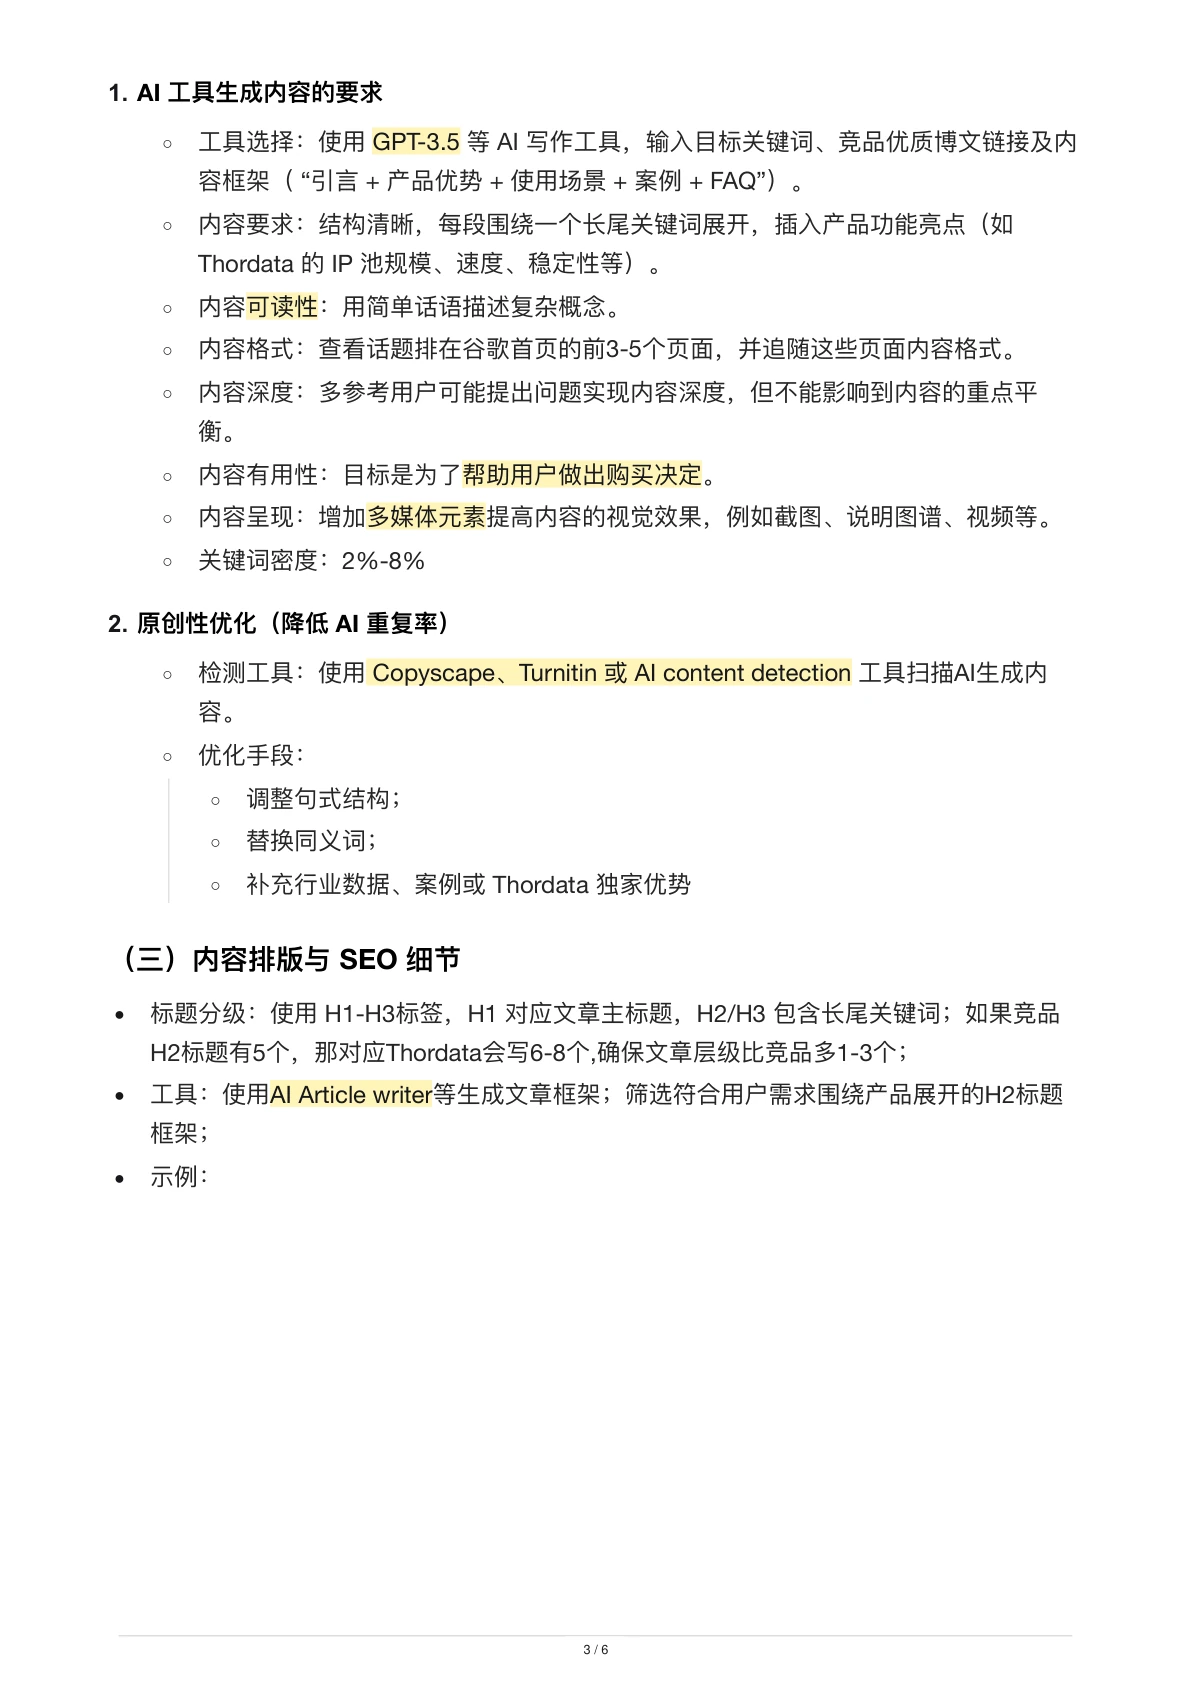 1. AI 工具生成内容的要求
工具选择：使用 GPT-3.5 等 AI 写作工具，输入目标关键词、竞品优质博文链接及内
容框架（ “引言 + 产品优势 + 使用场景 + 案例 + FAQ”）。
内容要求：结构清晰，每段围绕一个长尾关键词展开，插入产品功能亮点（如
Thordata 的 IP 池规模、速度、稳定性等）。
内容可读性：用简单话语描述复杂概念。
内容格式：查看话题排在谷歌首页的前3-5个页面，并追随这些页面内容格式。
内容深度：多参考用户可能提出问题实现内容深度，但不能影响到内容的重点平
衡。
内容有用性：目标是为了帮助用户做出购买决定。
内容呈现：增加多媒体元素提高内容的视觉效果，例如截图、说明图谱、视频等。
关键词密度：2%-8%
2. 原创性优化（降低 AI 重复率）
检测工具：使用 Copyscape、Turnitin 或 AI content detection 工具扫描AI生成内
容。
优化手段：
调整句式结构；
替换同义词；
补充行业数据、案例或 Thordata 独家优势
（三）内容排版与 SEO 细节
标题分级：使用 H1-H3标签，H1 对应文章主标题，H2/H3 包含长尾关键词；如果竞品
H2标题有5个，那对应Thordata会写6-8个,确保文章层级比竞品多1-3个；
工具：使用AI Article writer等生成文章框架；筛选符合用户需求围绕产品展开的H2标题
框架；
示例：
3 / 6